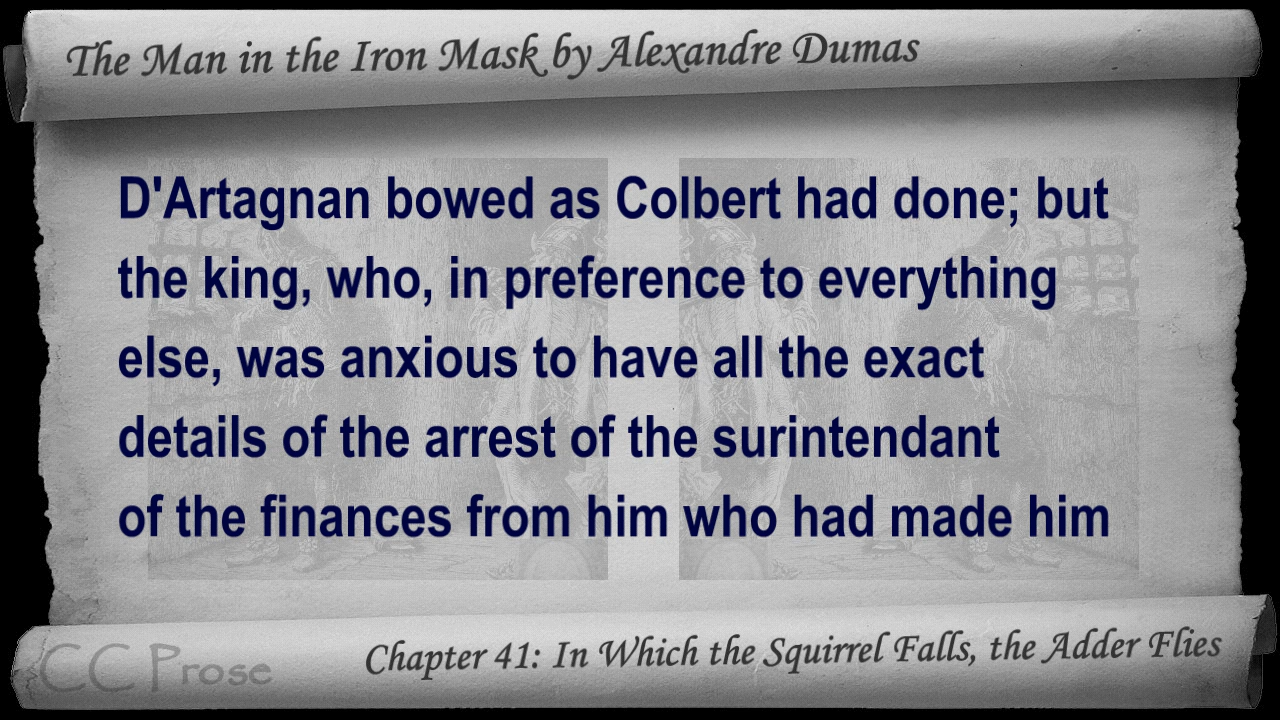 The Man in the Iron Mask by Alexandre Dumas
D'Artagnan bowed as Colbert had done; but
the king, who, in preference to everything
else, was anxious to have all the exact
details of the arrest of the surintendant
of the finances from him who had made him
CC Prose
Chapter 41: In Which the Squirrel Falls, the Adder Flies